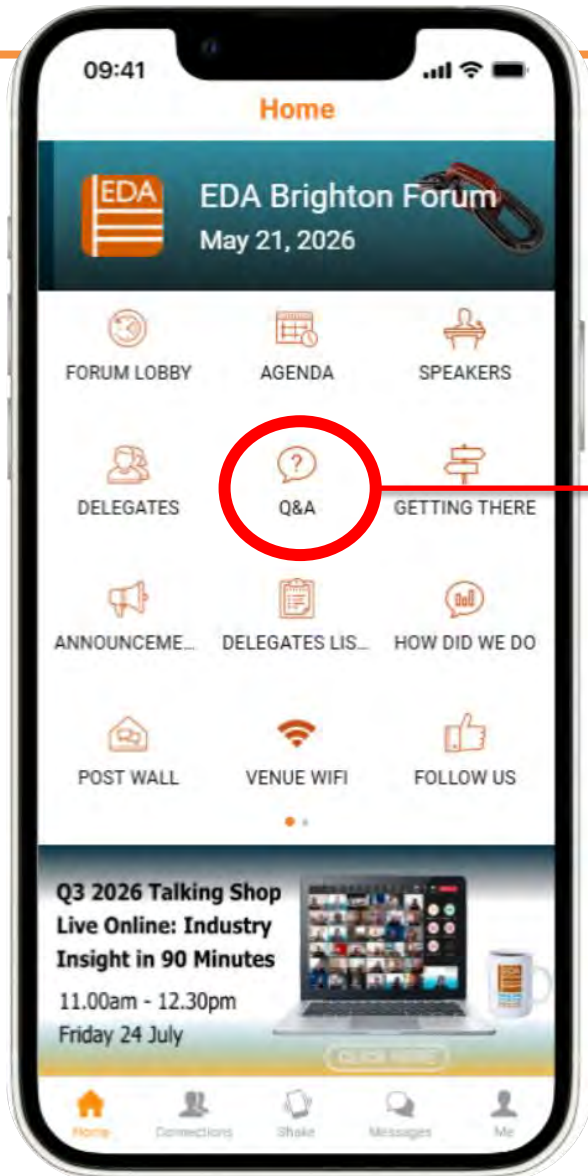 09:41
Home
EDA
EDA Brighton Forum
May 21, 2026
FORUM LOBBY
AGENDA
SPEAKERS
DELEGATES
Q&A
GETTING THERE
ANNOUNCEME...
DELEGATES LIS...
HOW DID WE DO
POST WALL
VENUE WIFI
FOLLOW US
Q3 2026 Talking Shop
Live Online: Industry
Insight in 90 Minutes
11.00am - 12.30pm
Friday 24 July
EDA
CLICK HERE
Home
Connections
Shake
Messages
Me